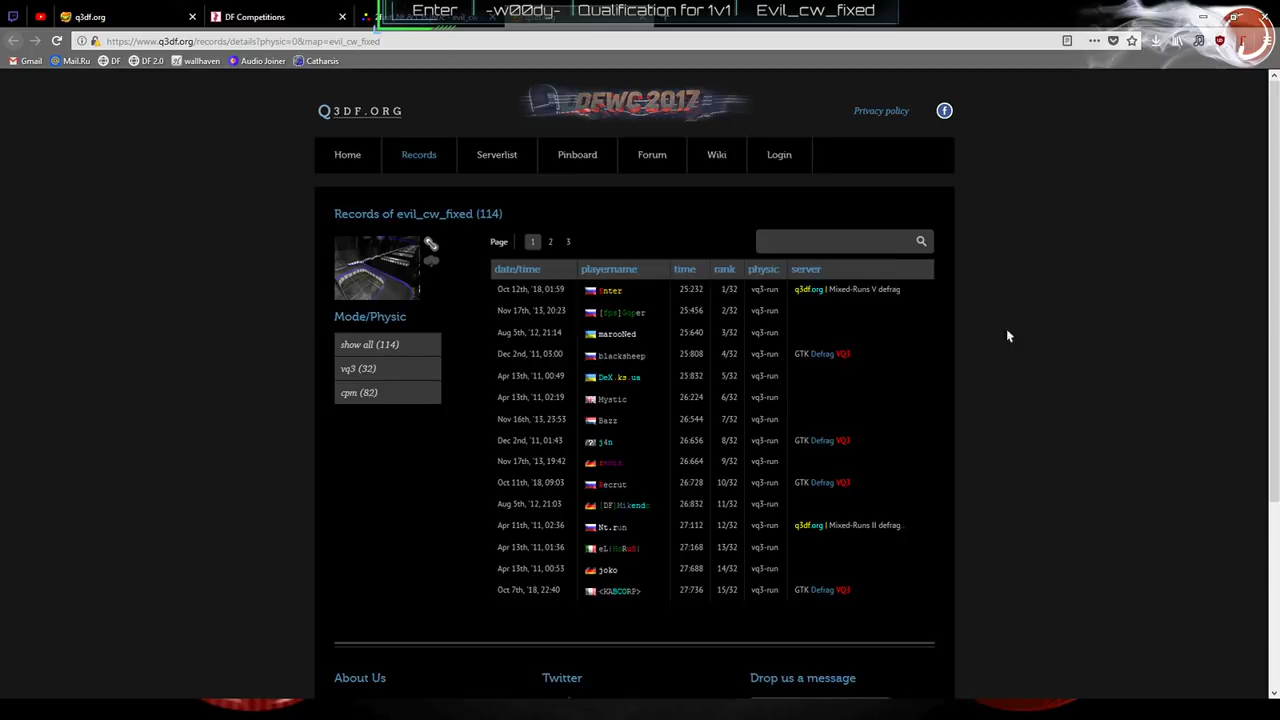 Enter -w00dy- Qualification for 1v1 Evil_cw_fixed
q3df.org DF Competitions
https://www.q3df.org/records/details?physic=0&map=evil_cw_fixed
Gmail Mail.Ru DF DF 2.0 wallhaven Audio Joiner Catharsis
Q3DF.ORG DFWC 2017 Privacy policy
Home Records Serverlist Pinboard Forum Wiki Login
Records of evil_cw_fixed (114)
Page 1 2 3
date/time playername time rank physic server
Oct 12th, '18, 01:59 Enter 25:232 1/32 vq3-run q3df.org | Mixed-Runs V defrag
Nov 17th, '13, 20:23 [fps]Goper 25:456 2/32 vq3-run
Aug 5th, '12, 21:14 marooNed 25:640 3/32 vq3-run
Dec 2nd, '11, 03:00 blacksheep 25:808 4/32 vq3-run GTK Defrag VQ3
Apr 13th, '11, 00:49 DeX.ks.ua 25:832 5/32 vq3-run
Apr 13th, '11, 02:19 Mystic 26:224 6/32 vq3-run
Nov 16th, '13, 23:53 Bazz 26:544 7/32 vq3-run
Dec 2nd, '11, 01:43 j4n 26:656 8/32 vq3-run GTK Defrag VQ3
Nov 17th, '13, 19:42 26:664 9/32 vq3-run
Oct 11th, '18, 09:03 Recrut 26:728 10/32 vq3-run GTK Defrag VQ3
Aug 5th, '12, 21:03 [DF]Mikendo 26:832 11/32 vq3-run
Apr 11th, '11, 02:36 Nt.run 27:112 12/32 vq3-run q3df.org | Mixed-Runs II defrag..
Apr 13th, '11, 01:36 eL|HoRuS| 27:168 13/32 vq3-run
Apr 13th, '11, 00:53 joko 27:688 14/32 vq3-run
Oct 7th, '18, 22:40 <KABCORP> 27:736 15/32 vq3-run GTK Defrag VQ3
Mode/Physic
show all (114)
vq3 (32)
cpm (82)
About Us Twitter Drop us a message